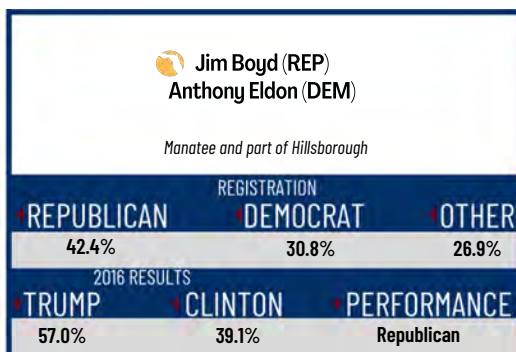 Jim Boyd (REP)
Anthony Eldon (DEM)
Manatee and part of Hillsborough
REGISTRATION
REPUBLICAN DEMOCRAT OTHER
42.4% 30.8% 26.9%
2016 RESULTS
TRUMP CLINTON PERFORMANCE
57.0% 39.1% Republican